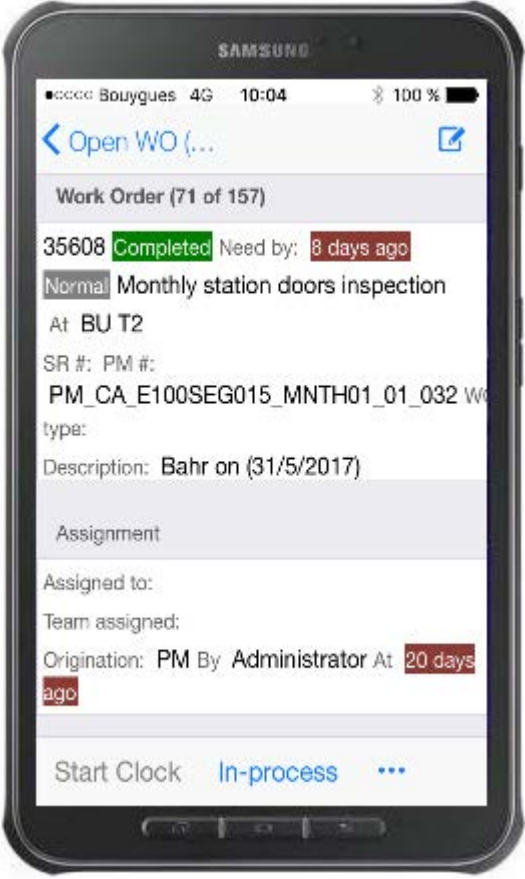 SAMSUNG
Bouygues 4G 10:04 100 %
Open WO (...
Work Order (71 of 157)
35608 Completed Need by: 8 days ago
Normal Monthly station doors inspection
At BU T2
SR #: PM #:
PM_CA_E100SEG015_MNTH01_01_032 WO
type:
Description: Bahr on (31/5/2017)
Assignment
Assigned to:
Team assigned:
Origination: PM By Administrator At 20 days
ago
Start Clock In-process ...